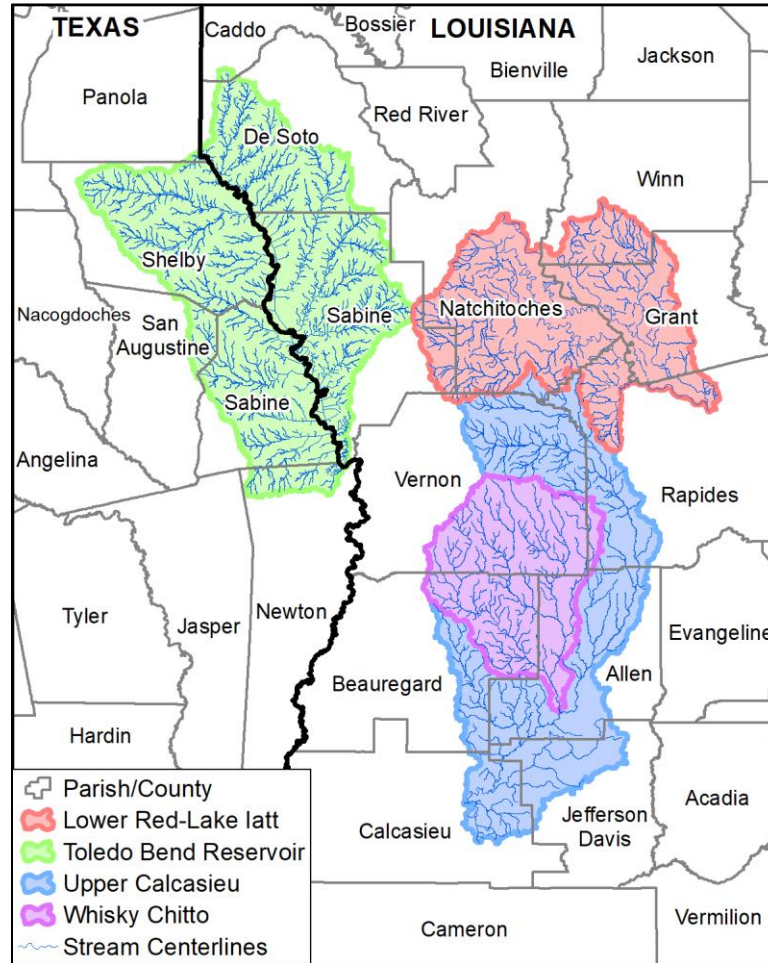 TEXAS
Caddo
Bossier
LOUISIANA
Jackson
Bienville
Panola
Red River
De Soto
Winn
Shelby
Natchitoches
Grant
Nacogdoches
San
Augustine
Sabine
Sabine
Angelina
Vernon
Rapides
Tyler
Jasper
Newton
Evangeline
Allen
Beauregard
Hardin
Parish/County
Lower Red-Lake Iatt
Toledo Bend Reservoir
Upper Calcasieu
Whisky Chitto
Stream Centerlines
Calcasieu
Jefferson
Davis
Acadia
Cameron
Vermilion